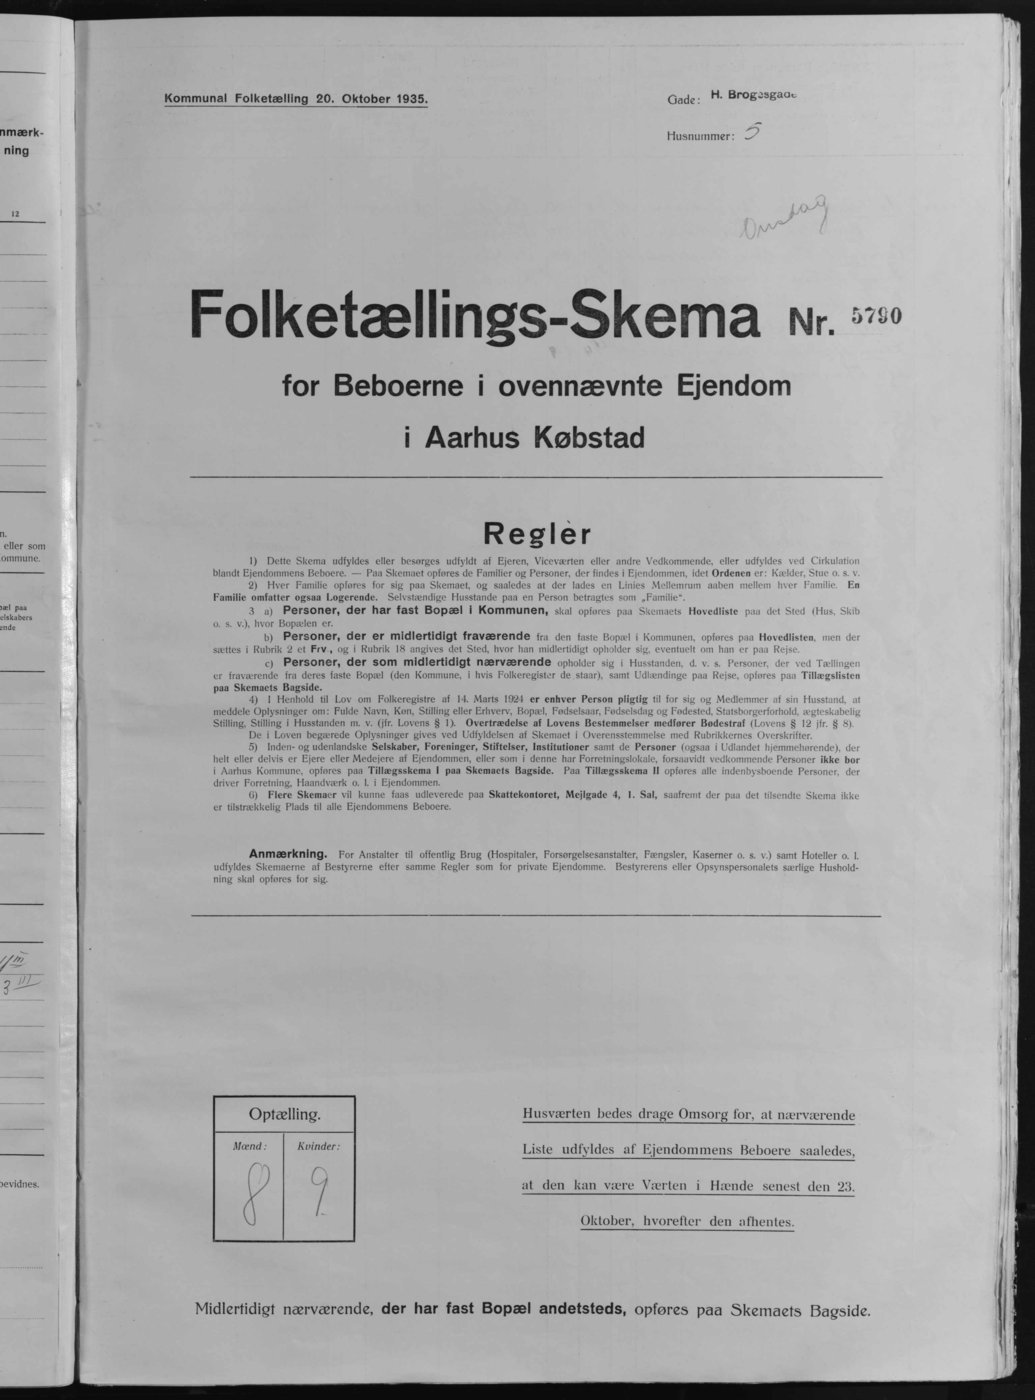 Kommunal Folketælling 20. Oktober 1935.
Gade: H. Brogesgade
Husnummer: 5
Onsdag
Folketællings-Skema Nr. 5790
for Beboerne i ovennævnte Ejendom
i Aarhus Købstad
Regler
1) Dette Skema udfyldes eller besørges udfyldt af Ejeren, Viceværten eller andre Vedkommende, eller udfyldes ved Cirkulation
blandt Ejendommens Beboere. — Paa Skemaet opføres de Familier og Personer, der findes i Ejendommen, idet Ordenen er: Kælder, Stue o. s. v.
2) Hver Familie opføres for sig paa Skemaet, og saaledes at der lades en Linies Mellemrum aaben mellem hver Familie. En
Familie omfatter ogsaa Logerende. Selvstændige Husstande paa en Person betragtes som „Familie“.
3 a) Personer, der har fast Bopæl i Kommunen, skal opføres paa Skemaets Hovedliste paa det Sted (Hus, Skib
o. s. v.), hvor Bopælen er.
b) Personer, der er midlertidigt fraværende fra den faste Bopæl i Kommunen, opføres paa Hovedlisten, men der
sættes i Rubrik 2 et Frv., og i Rubrik 18 angives det Sted, hvor han midlertidigt opholder sig, eventuelt om han er paa Rejse.
c) Personer, der som midlertidigt nærværende opholder sig i Husstanden, d. v. s. Personer, der ved Tællingen
er fraværende fra deres faste Bopæl (den Kommune, i hvis Folkeregister de staar), samt Udlændinge paa Rejse, opføres paa Tillægslisten
paa Skemaets Bagside.
4) I Henhold til Lov om Folkeregistre af 14. Marts 1924 er enhver Person pligtig til for sig og Medlemmer af sin Husstand, at
meddele Oplysninger om: Fulde Navn, Køn, Stilling eller Erhverv, Bopæl, Fødselsaar, Fødselsdag og Fødested, Statsborgerforhold, ægteskabelig
Stilling, Stilling i Husstanden m. v. (jfr. Lovens § 1). Overtrædelse af Lovens Bestemmelser medfører Bødestraf (Lovens § 12 jfr. § 8).
De i Loven begærede Oplysninger gives ved Udfyldelsen af Skemaet i Overensstemmelse med Rubrikkernes Overskrifter.
5) Inden- og udenlandske Selskaber, Foreninger, Stiftelser, Institutioner samt de Personer (ogsaa i Udlandet hjemmehørende), der
helt eller delvis er Ejere eller Medejere af Ejendommen, eller som i denne har Forretningslokale, forsaavidt vedkommende Personer ikke bor
i Aarhus Kommune, opføres paa Tillægsskema I paa Skemaets Bagside. Paa Tillægsskema II opføres alle indenbysboende Personer, der
driver Forretning, Haandværk o. l. i Ejendommen.
6) Flere Skemaer vil kunne faas udleverede paa Skattekontoret, Mejlgade 4, 1. Sal, saafremt der paa det tilsendte Skema ikke
er tilstrækkelig Plads til alle Ejendommens Beboere.
Anmærkning. For Anstalter til offentlig Brug (Hospitaler, Forsørgelsesanstalter, Fængsler, Kaserner o. s. v.) samt Hoteller o. l.
udfyldes Skemaerne af Bestyrerne efter samme Regler som for private Ejendomme. Bestyrerens eller Opsynspersonalets særlige Hushold-
ning skal opføres for sig.
Optælling.
Mænd: Kvinder:
8 9
Husværten bedes drage Omsorg for, at nærværende
Liste udfyldes af Ejendommens Beboere saaledes,
at den kan være Værten i Hænde senest den 23.
Oktober, hvorefter den afhentes.
Midlertidigt nærværende, der har fast Bopæl andetsteds, opføres paa Skemaets Bagside.
nmærk-
ning
12
n.
eller som
ommune.
pæl paa
elskabers
ende
3 III
bevidnes.